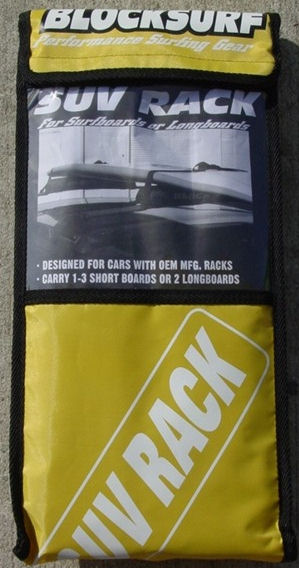 BLOCKSURF
Performance Surfing Gear
SUV RACK
For Surfboards or Longboards
· DESIGNED FOR CARS WITH OEM MFG. RACKS
· CARRY 1-3 SHORT BOARDS OR 2 LONGBOARDS
SUV RACK